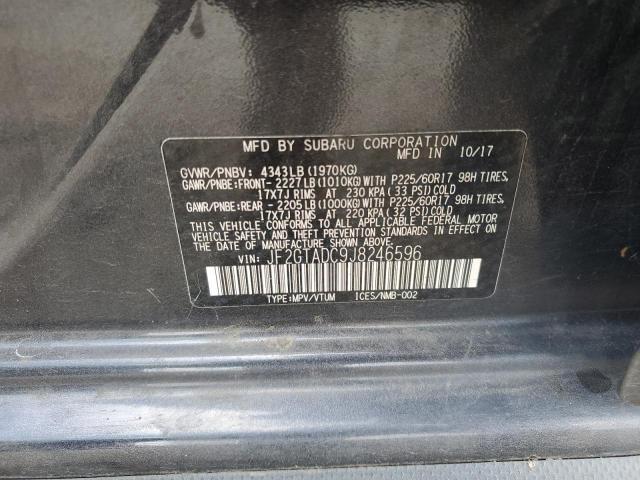 MFD BY SUBARU CORPORATION
MFD IN 10/17
GVWR/PNBV: 4343LB(1970KG)
GAWR/PNBE:FRONT-2227LB(1010KG)WITH P225/60R17 98H TIRES,
17X7J RIMS AT 230 KPA(33 PSI)COLD
GAWR/PNBE:REAR -2205LB(1000KG)WITH P225/60R17 98H TIRES,
17X7J RIMS AT 220 KPA(32 PSI)COLD
THIS VEHICLE CONFORMS TO ALL APPLICABLE FEDERAL MOTOR
VEHICLE SAFETY AND THEFT PREVENTION STANDARDS IN EFFECT
ON THE DATE OF MANUFACTURE SHOWN ABOVE.
VIN: JF2GTADC9J8246596
TYPE:MPV/VTUM ICES/NMB-002